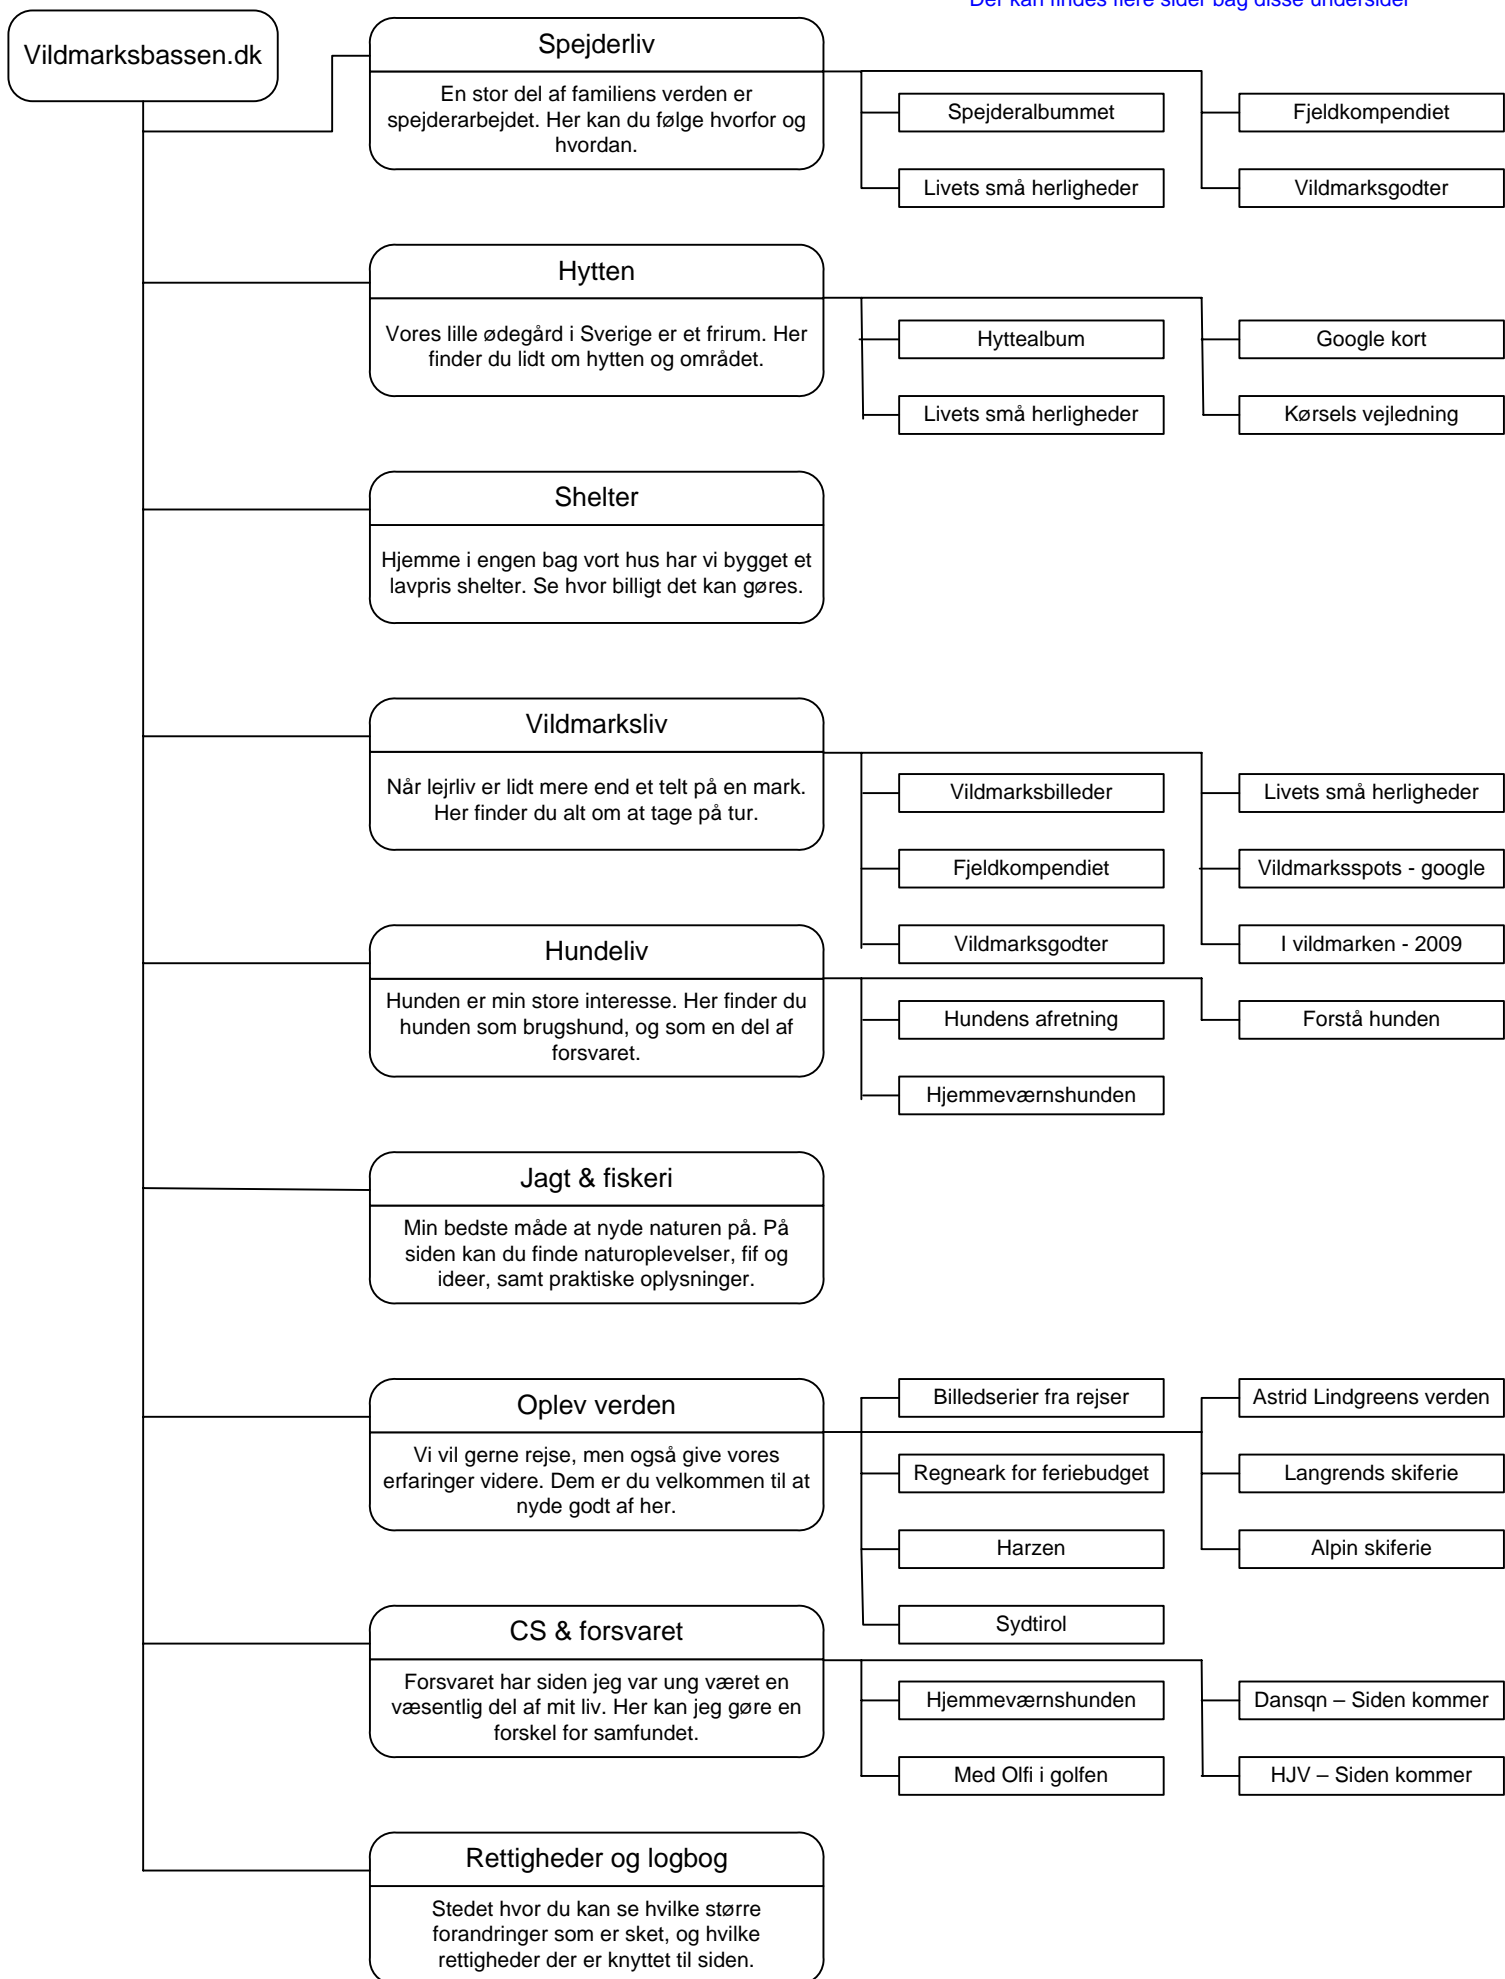 Der kan findes flere sider bag disse undersider
Vildmarksbassen.dk
Spejderliv
En stor del af familiens verden er
spejderarbejdet. Her kan du følge hvorfor og
hvordan.
Spejderalbummet
Fjeldkompendiet
Livets små herligheder
Vildmarksgodter
Hytten
Vores lille ødegård i Sverige er et frirum. Her
finder du lidt om hytten og området.
Hyttealbum
Google kort
Livets små herligheder
Kørsels vejledning
Shelter
Hjemme i engen bag vort hus har vi bygget et
lavpris shelter. Se hvor billigt det kan gøres.
Vildmarksliv
Når lejrliv er lidt mere end et telt på en mark.
Her finder du alt om at tage på tur.
Vildmarksbilleder
Livets små herligheder
Fjeldkompendiet
Vildmarksspots - google
Vildmarksgodter
I vildmarken - 2009
Hundeliv
Hunden er min store interesse. Her finder du
hunden som brugshund, og som en del af
forsvaret.
Hundens afretning
Forstå hunden
Hjemmeværnshunden
Jagt & fiskeri
Min bedste måde at nyde naturen på. På
siden kan du finde naturoplevelser, fif og
ideer, samt praktiske oplysninger.
Oplev verden
Vi vil gerne rejse, men også give vores
erfaringer videre. Dem er du velkommen til at
nyde godt af her.
Billedserier fra rejser
Astrid Lindgreens verden
Regneark for feriebudget
Langrends skiferie
Harzen
Alpin skiferie
Sydtirol
CS & forsvaret
Forsvaret har siden jeg var ung været en
væsentlig del af mit liv. Her kan jeg gøre en
forskel for samfundet.
Hjemmeværnshunden
Dansqn – Siden kommer
Med Olfi i golfen
HJV – Siden kommer
Rettigheder og logbog
Stedet hvor du kan se hvilke større
forandringer som er sket, og hvilke
rettigheder der er knyttet til siden.